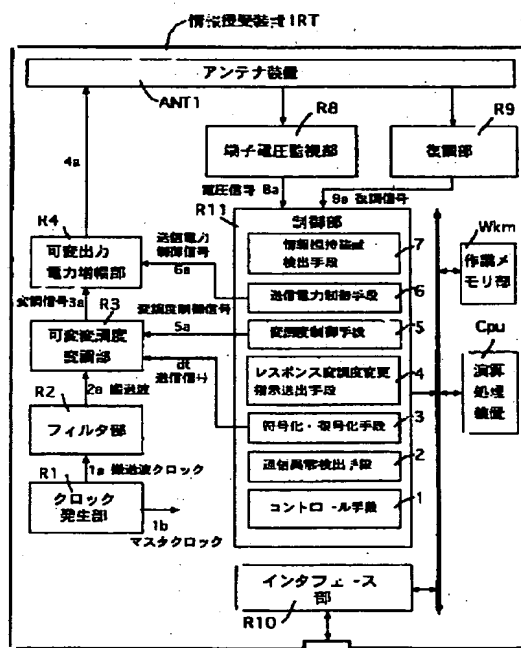 情報授受装置 IRT
アンテナ装置
ANT1
R8
R9
4a
端子電圧監視部
復調部
電圧信号 8a
9a 復調信号
R11
制御部
R4
可変出力
電力増幅部
送信電力
制御信号
6a
情報担持装置
検出手段
7
Wkm
作業メ
モリ部
送信電力制御手段
6
変調信号3a
R3
変調度制御信号
5a
変調度制御手段
5
可変変調度
変調部
dt
送信信号
レスポンス変調度変更
指示送出手段
4
Cpu
演算
処理
装置
2a 搬送波
R2
フィルタ部
符号化・復号化手段
3
通信異常検出手段
2
R1
1a 搬送波クロック
クロック
発生部
1b
マスタクロック
コントロール手段
1
インタフェース
部
R10